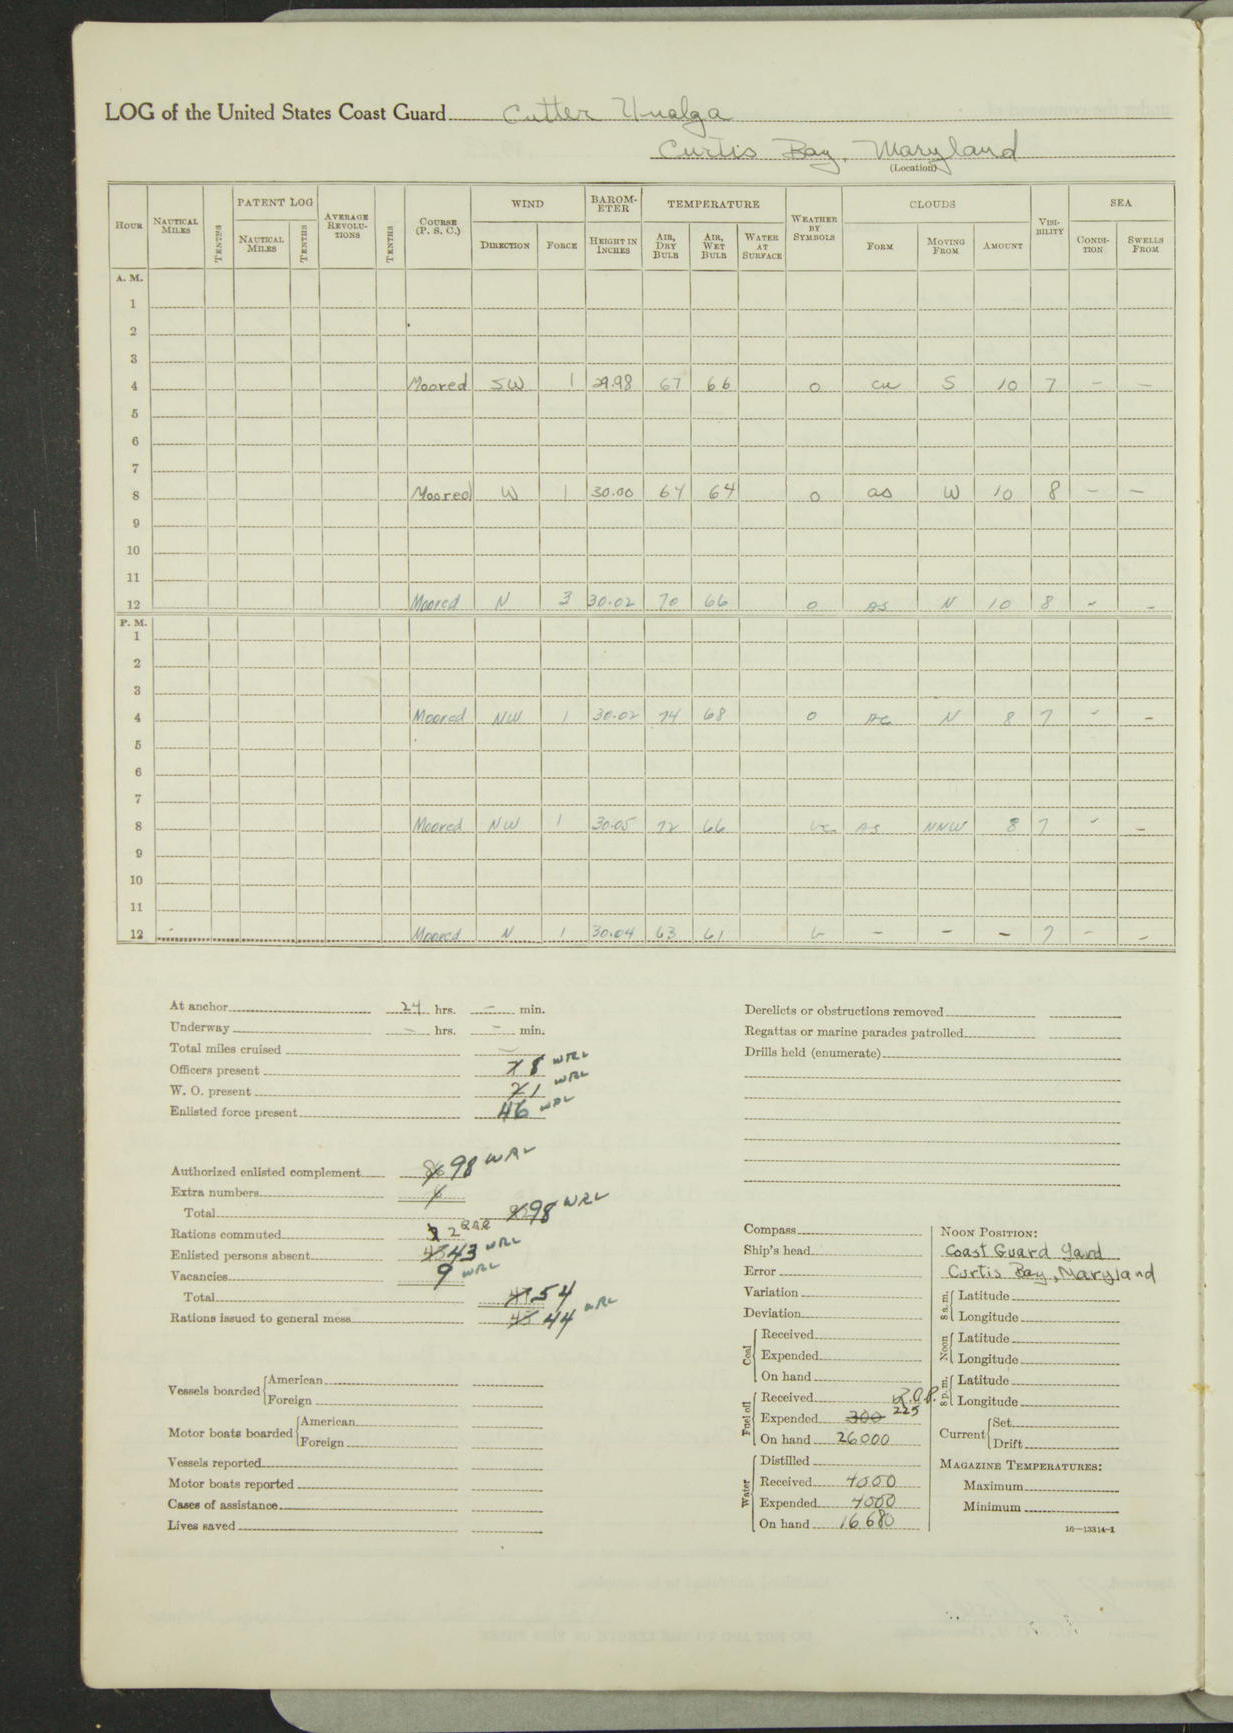 LOG of the United States Coast Guard Cutter Unalga
Curtis Bay, Maryland
(Location)
HOUR NAUTICAL MILES TENTHS PATENT LOG NAUTICAL MILES TENTHS AVERAGE REVOLU-TIONS TENTHS COURSE (P. S. C.) WIND DIRECTION FORCE BAROM-ETER HEIGHT IN INCHES TEMPERATURE AIR, DRY BULB AIR, WET BULB WATER AT SURFACE WEATHER BY SYMBOLS CLOUDS FORM MOVING FROM AMOUNT VISI-BILITY SEA CONDI-TION SWELLS FROM
A. M.
1
2
3
4 Moored SW 1 29.98 67 66 o cu S 10 7 - -
5
6
7
8 Moored W 1 30.00 64 64 o as W 10 8 - -
9
10
11
12 Moored N 3 30.02 70 66 o AS N 10 8 - -
P. M.
1
2
3
4 Moored NW 1 30.02 74 68 o Ac N 8 7 - -
5
6
7
8 Moored NW 1 30.05 72 66 bc AS NNW 8 7 - -
9
10
11
12 Moored N 1 30.04 63 61 b - - - 7 - -
At anchor 24 hrs. - min.
Underway - hrs. - min.
Total miles cruised -
Officers present 8 WRL
W. O. present 1 WRL
Enlisted force present 46 WRL
Authorized enlisted complement 98 WRL
Extra numbers
Total 98 WRL
Rations commuted 2
Enlisted persons absent 43 WRL
Vacancies 9 WRL
Total 54
Rations issued to general mess 44 WRL
Vessels boarded American
Foreign
Motor boats boarded American
Foreign
Vessels reported
Motor boats reported
Cases of assistance
Lives saved
Derelicts or obstructions removed
Regattas or marine parades patrolled
Drills held (enumerate)
Compass
Ship's head
Error
Variation
Deviation
Coal Received
Expended
On hand
Fuel oil Received
Expended 300 225
On hand 26000
Water Distilled
Received 4000
Expended 4000
On hand 16680
NOON POSITION:
Coast Guard Yard
Curtis Bay, Maryland
8 a.m. Latitude
Longitude
Noon Latitude
Longitude
8 p.m. Latitude
Longitude
Current Set
Drift
MAGAZINE TEMPERATURES:
Maximum
Minimum
16—13314-1